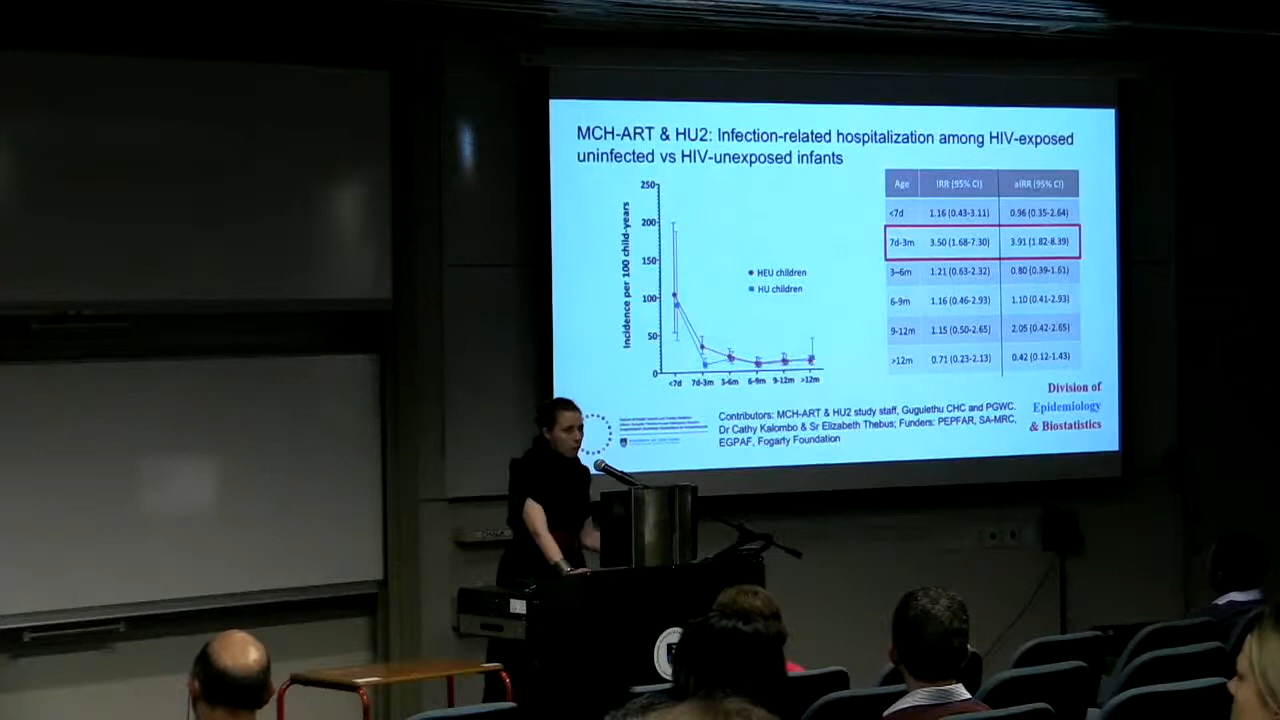 MCH-ART & HU2: Infection-related hospitalization among HIV-exposed
uninfected vs HIV-unexposed infants
Incidence per 100 child-years
250
200
150
100
50
0
<7d 7d-3m 3-6m 6-9m 9-12m >12m
HEU children
HU children
Age IRR (95% CI) aIRR (95% CI)
<7d 1.16 (0.43-3.11) 0.96 (0.35-2.64)
7d-3m 3.50 (1.68-7.30) 3.91 (1.82-8.39)
3–6m 1.21 (0.63-2.32) 0.80 (0.39-1.61)
6-9m 1.16 (0.46-2.93) 1.10 (0.41-2.93)
9-12m 1.15 (0.50-2.65) 2.05 (0.42-2.65)
>12m 0.71 (0.23-2.13) 0.42 (0.12-1.43)
Contributors: MCH-ART & HU2 study staff, Gugulethu CHC and PGWC.
Dr Cathy Kalombo & Sr Elizabeth Thebus; Funders: PEPFAR, SA-MRC,
EGPAF, Fogarty Foundation
Division of
Epidemiology
& Biostatistics